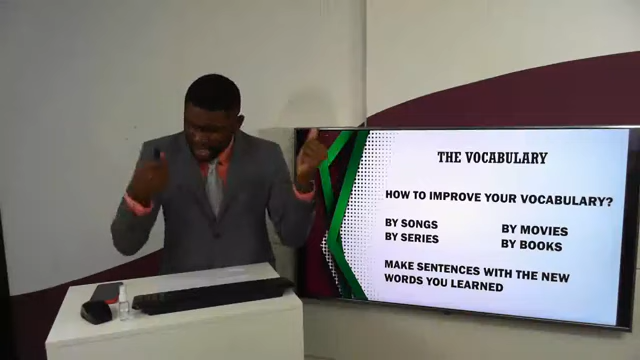 THE VOCABULARY
HOW TO IMPROVE YOUR VOCABULARY?
BY SONGS
BY SERIES
BY MOVIES
BY BOOKS
MAKE SENTENCES WITH THE NEW
WORDS YOU LEARNED